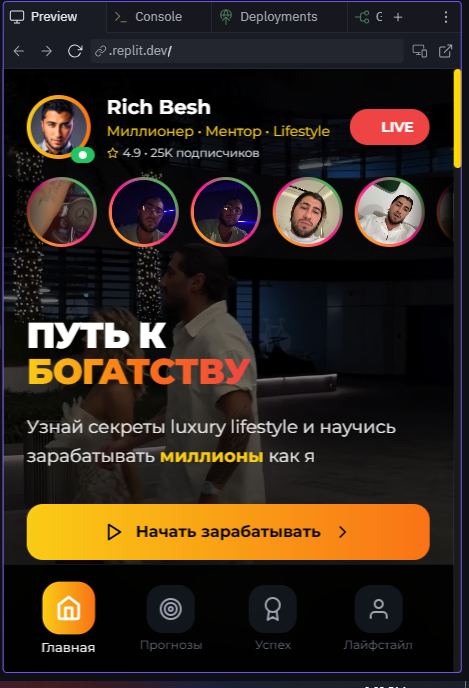 Preview
Console
Deployments
G
.replit.dev/
Rich Besh
Миллионер • Ментор • Lifestyle
LIVE
4.9 • 25K подписчиков
ПУТЬ К
БОГАТСТВУ
Узнай секреты luxury lifestyle и научись
зарабатывать миллионы как я
Начать зарабатывать
Главная
Прогнозы
Успех
Лайфстайл